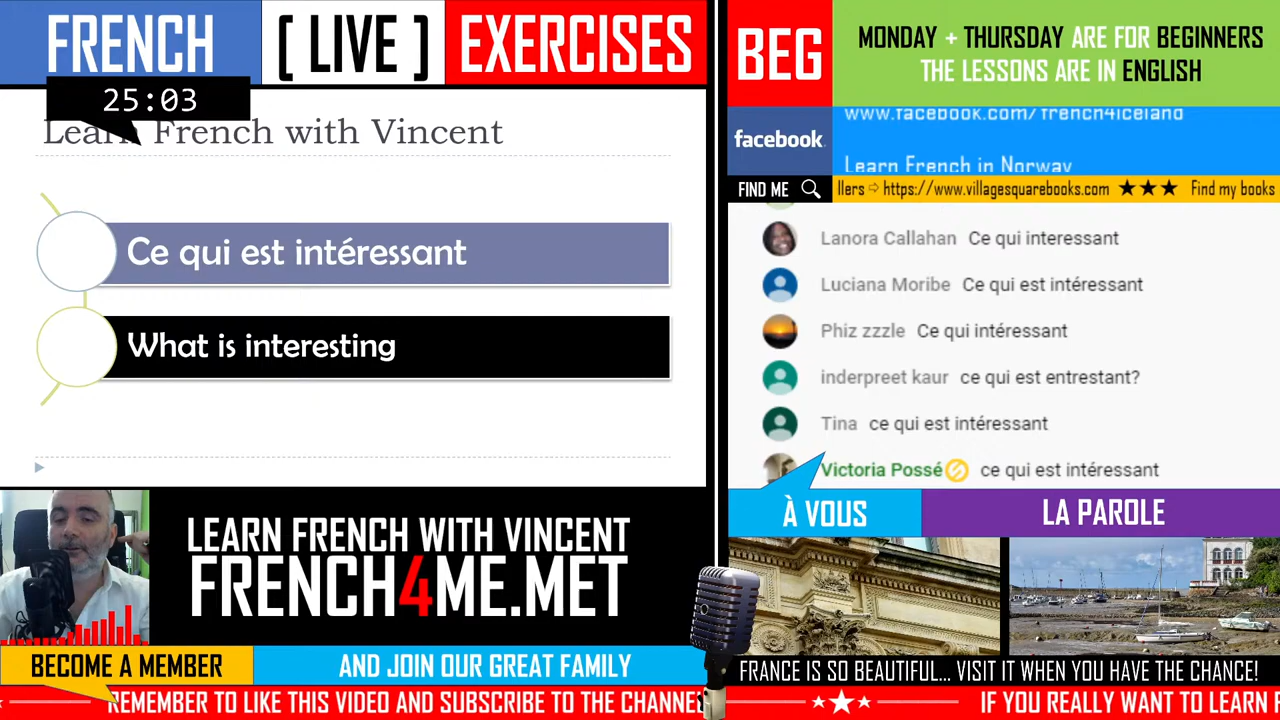 FRENCH
[ LIVE ]
EXERCISES
25:03
Learn French with Vincent
Ce qui est intéressant
What is interesting
LEARN FRENCH WITH VINCENT
FRENCH4ME.MET
BECOME A MEMBER
AND JOIN OUR GREAT FAMILY
REMEMBER TO LIKE THIS VIDEO AND SUBSCRIBE TO THE CHANNEL
BEG
MONDAY + THURSDAY ARE FOR BEGINNERS
THE LESSONS ARE IN ENGLISH
facebook.
www.facebook.com/french4iceland
Learn French in Norway
FIND ME
llers ⇨ https://www.villagesquarebooks.com ★★★ Find my books
Lanora Callahan Ce qui interessant
Luciana Moribe Ce qui est intéressant
Phiz zzzle Ce qui intéressant
inderpreet kaur ce qui est entrestant?
Tina ce qui est intéressant
Victoria Possé ce qui est intéressant
À VOUS
LA PAROLE
FRANCE IS SO BEAUTIFUL... VISIT IT WHEN YOU HAVE THE CHANCE!
IF YOU REALLY WANT TO LEARN